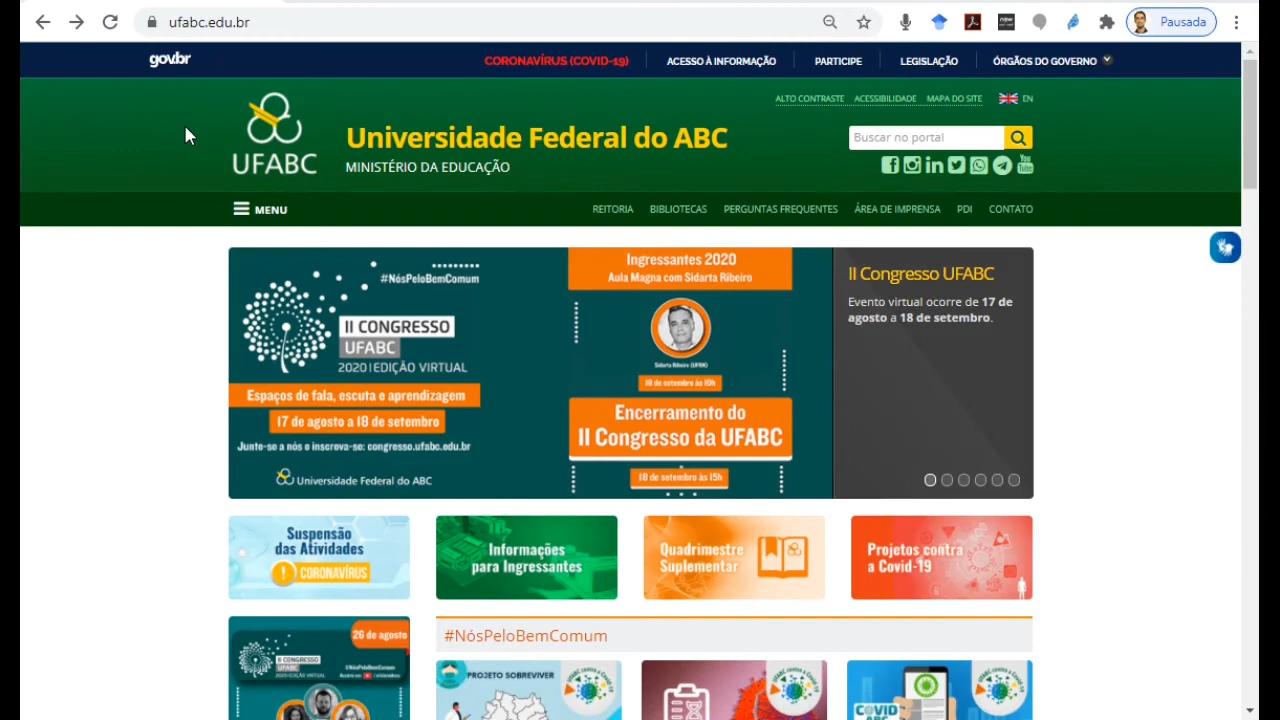 ufabc.edu.br
Pausada
gov.br
CORONAVÍRUS (COVID-19)
ACESSO À INFORMAÇÃO
PARTICIPE
LEGISLAÇÃO
ÓRGÃOS DO GOVERNO
ALTO CONTRASTE
ACESSIBILIDADE
MAPA DO SITE
EN
UFABC
Universidade Federal do ABC
MINISTÉRIO DA EDUCAÇÃO
Buscar no portal
You
Tube
MENU
REITORIA
BIBLIOTECAS
PERGUNTAS FREQUENTES
ÁREA DE IMPRENSA
PDI
CONTATO
#NósPeloBemComum
II CONGRESSO
UFABC
2020 | EDIÇÃO VIRTUAL
Espaços de fala, escuta e aprendizagem
17 de agosto a 18 de setembro
Junte-se a nós e inscreva-se: congresso.ufabc.edu.br
Universidade Federal do ABC
Ingressantes 2020
Aula Magna com Sidarta Ribeiro
Sidarta Ribeiro (UFRN)
18 de setembro às 10h
Encerramento do
II Congresso da UFABC
18 de setembro às 15h
II Congresso UFABC
Evento virtual ocorre de 17 de
agosto a 18 de setembro.
Suspensão
das Atividades
! CORONAVÍRUS
Informações
para Ingressantes
Quadrimestre
Suplementar
Projetos contra
a Covid-19
26 de agosto
II CONGRESSO
UFABC
2020 | EDIÇÃO VIRTUAL
#NósPeloBemComum
#NósPeloBemComum
PROJETO SOBREVIVER
COVID
ABC